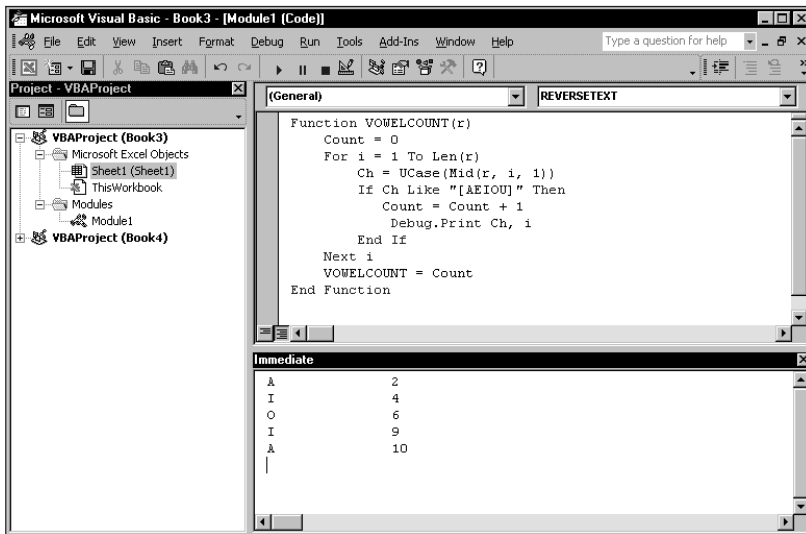 Microsoft Visual Basic - Book3 - [Module1 (Code)]
File Edit View Insert Format Debug Run Tools Add-Ins Window Help
Type a question for help
Project - VBAProject
VBAProject (Book3)
Microsoft Excel Objects
Sheet1 (Sheet1)
ThisWorkbook
Modules
Module1
VBAProject (Book4)
(General)
REVERSETEXT
Function VOWELCOUNT(r)
Count = 0
For i = 1 To Len(r)
Ch = UCase(Mid(r, i, 1))
If Ch Like "[AEIOU]" Then
Count = Count + 1
Debug.Print Ch, i
End If
Next i
VOWELCOUNT = Count
End Function
Immediate
A 2
I 4
O 6
I 9
A 10